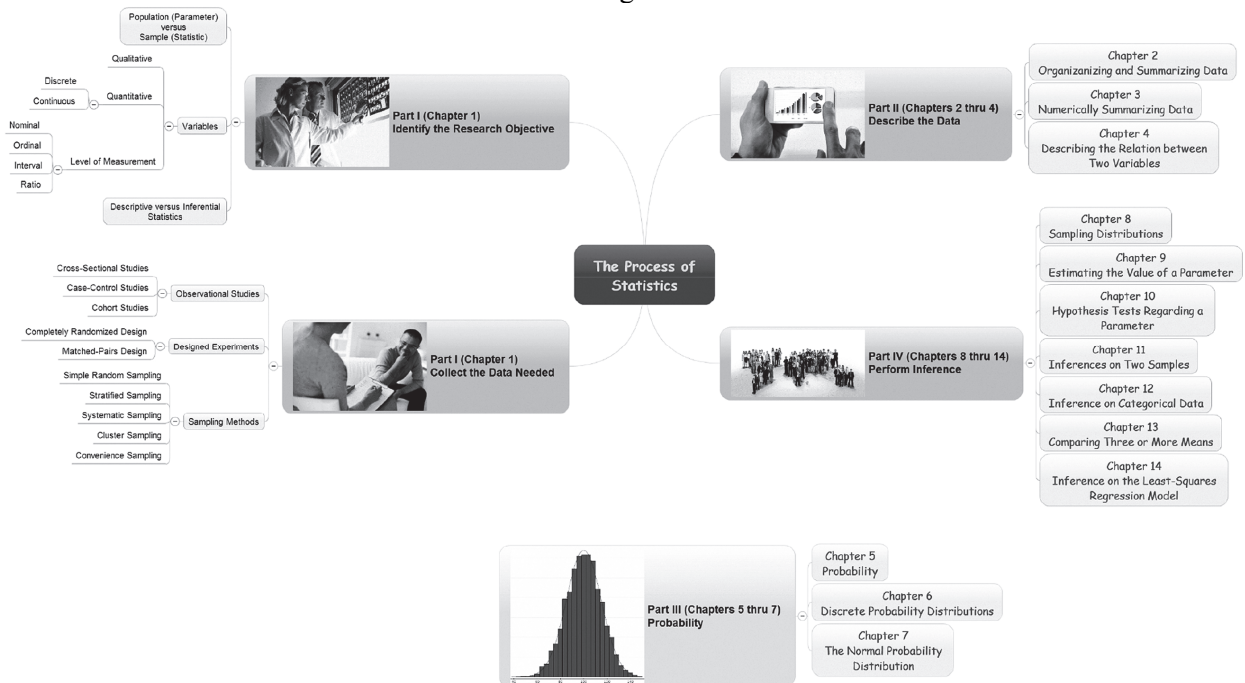 Population (Parameter)
versus
Sample (Statistic)
Qualitative
Discrete
Continuous
Quantitative
Variables
Nominal
Ordinal
Interval
Ratio
Level of Measurement
Descriptive versus Inferential
Statistics
Part I (Chapter 1)
Identify the Research Objective
Cross-Sectional Studies
Case-Control Studies
Cohort Studies
Observational Studies
Completely Randomized Design
Matched-Pairs Design
Designed Experiments
Simple Random Sampling
Stratified Sampling
Systematic Sampling
Cluster Sampling
Convenience Sampling
Sampling Methods
Part I (Chapter 1)
Collect the Data Needed
The Process of
Statistics
Part II (Chapters 2 thru 4)
Describe the Data
Chapter 2
Organizanizing and Summarizing Data
Chapter 3
Numerically Summarizing Data
Chapter 4
Describing the Relation between
Two Variables
Part IV (Chapters 8 thru 14)
Perform Inference
Chapter 8
Sampling Distributions
Chapter 9
Estimating the Value of a Parameter
Chapter 10
Hypothesis Tests Regarding a
Parameter
Chapter 11
Inferences on Two Samples
Chapter 12
Inference on Categorical Data
Chapter 13
Comparing Three or More Means
Chapter 14
Inference on the Least-Squares
Regression Model
Part III (Chapters 5 thru 7)
Probability
Chapter 5
Probability
Chapter 6
Discrete Probability Distributions
Chapter 7
The Normal Probability
Distribution